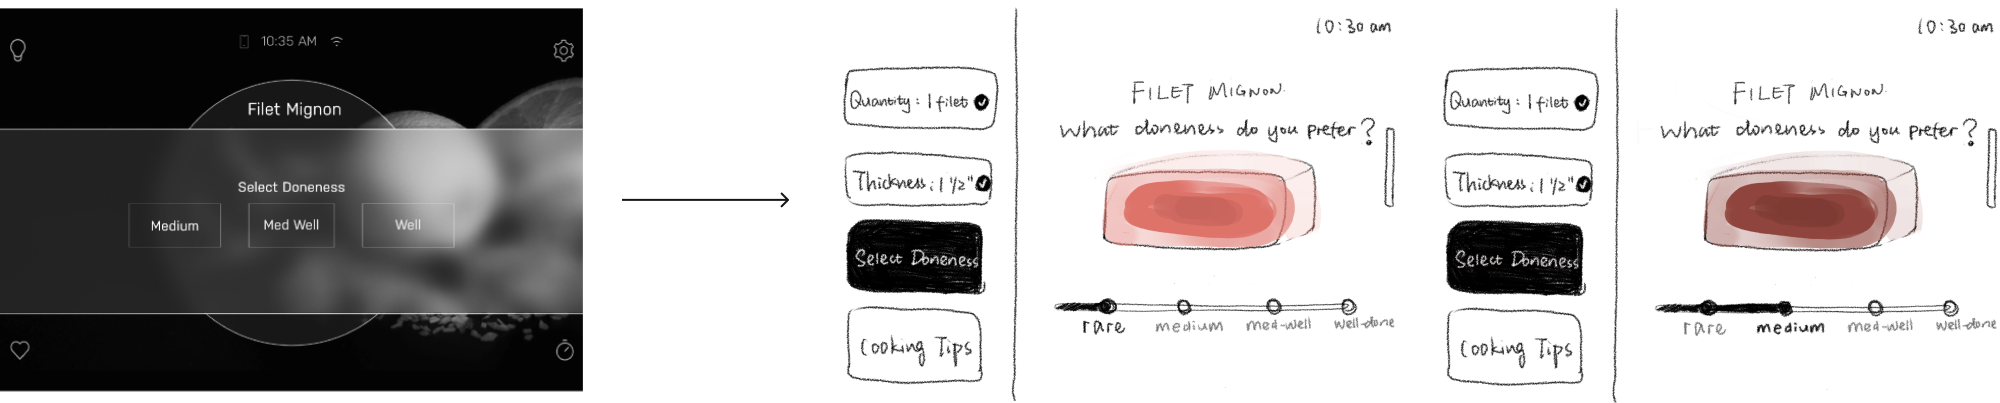 10:35 AM
Filet Mignon
Select Doneness
Medium Med Well Well
10:30 am
Quantity: 1 filet
Thickness: 1 1/2"
Select Doneness
Cooking Tips
FILET MIGNON
What doneness do you prefer?
rare medium med-well well-done
10:30 am
Quantity: 1 filet
Thickness: 1 1/2"
Select Doneness
Cooking Tips
FILET MIGNON
What doneness do you prefer?
rare medium med-well well-done